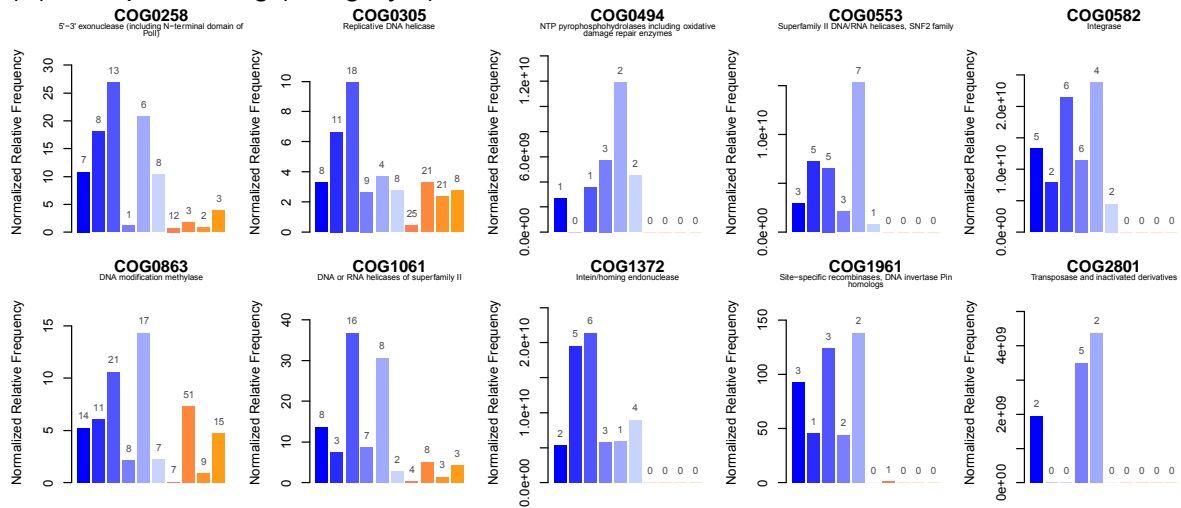 COG0258
5'−3' exonuclease (including N−terminal domain of
PolI)
Normalized Relative Frequency
0 5 10 15 20 25 30
7 8 13 1 6 8 12 3 2 3
COG0305
Replicative DNA helicase
Normalized Relative Frequency
0 2 4 6 8 10
8 11 18 9 4 8 25 21 21 8
COG0494
NTP pyrophosphohydrolases including oxidative
damage repair enzymes
Normalized Relative Frequency
0.0e+00 6.0e+09 1.2e+10
1 0 1 3 2 2 0 0 0 0
COG0553
Superfamily II DNA/RNA helicases, SNF2 family
Normalized Relative Frequency
0.0e+00 1.0e+10
3 5 5 3 7 1 0 0 0 0
COG0582
Integrase
Normalized Relative Frequency
0.0e+00 1.0e+10 2.0e+10
5 2 6 6 4 2 0 0 0 0
COG0863
DNA modification methylase
Normalized Relative Frequency
0 5 10 15
14 11 21 8 17 7 7 51 9 15
COG1061
DNA or RNA helicases of superfamily II
Normalized Relative Frequency
0 10 20 30 40
8 3 16 7 8 2 4 8 3 3
COG1372
Intein/homing endonuclease
Normalized Relative Frequency
0.0e+00 1.0e+10 2.0e+10
2 5 6 3 1 4 0 0 0 0
COG1961
Site−specific recombinases, DNA invertase Pin
homologs
Normalized Relative Frequency
0 50 100 150
3 1 3 2 2 0 1 0 0 0
COG2801
Transposase and inactivated derivatives
Normalized Relative Frequency
0e+00 2e+09 4e+09
2 0 0 5 2 0 0 0 0 0